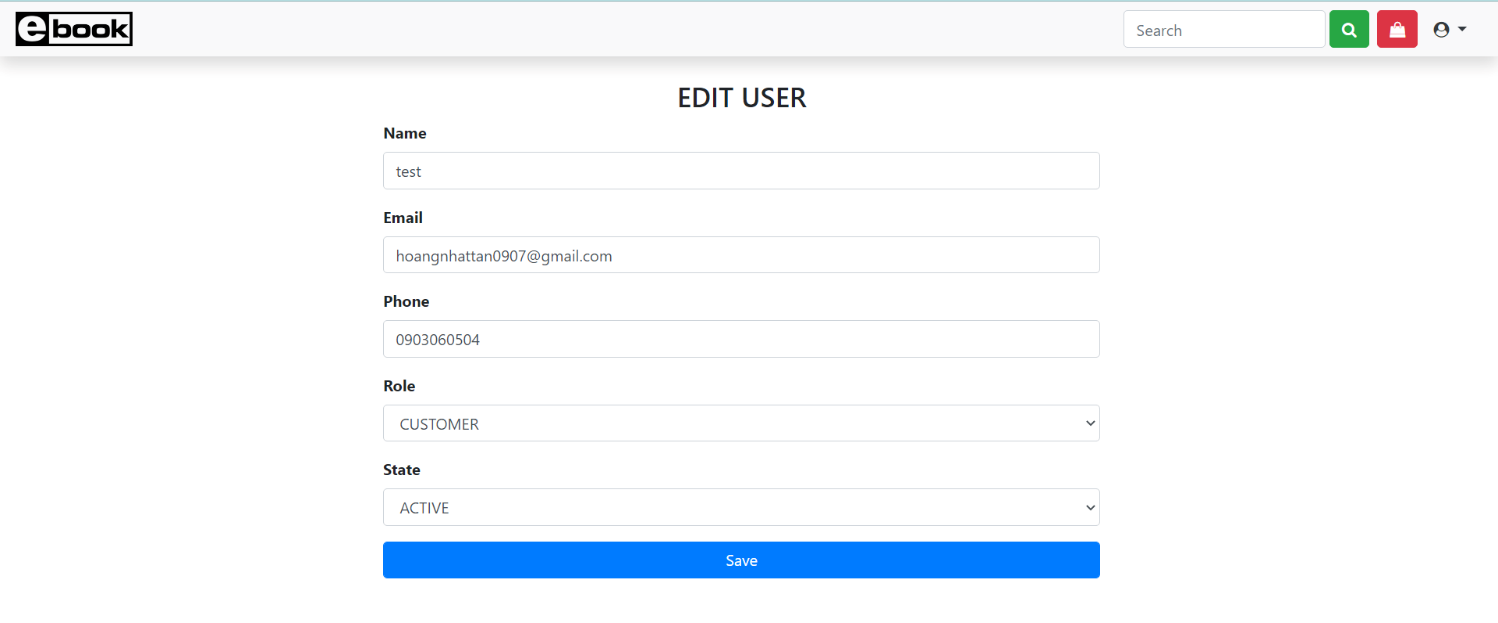 ebook
Search
EDIT USER
Name
test
Email
hoangnhattan0907@gmail.com
Phone
0903060504
Role
CUSTOMER
State
ACTIVE
Save